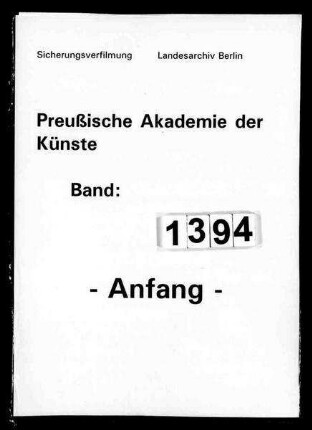 Sicherungsverfilmung Landesarchiv Berlin
Preußische Akademie der
Künste
Band:
1394
- Anfang -